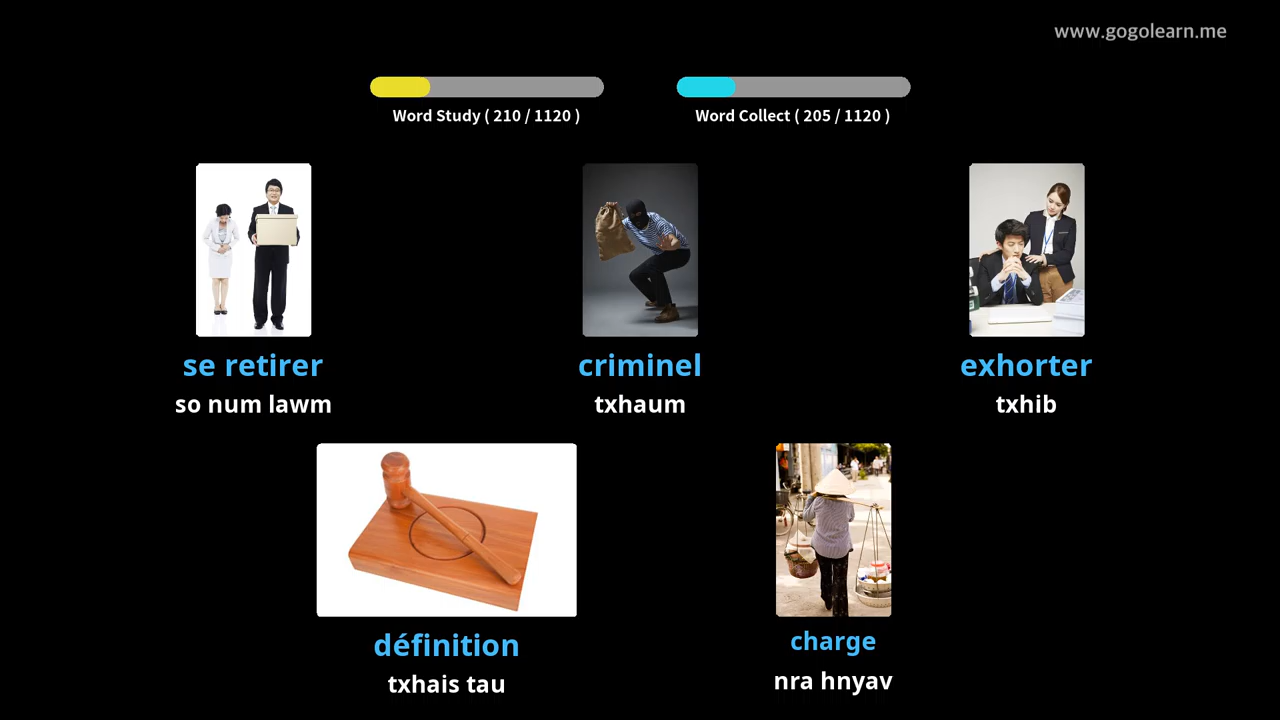 www.gogolearn.me
Word Study ( 210 / 1120 )
Word Collect ( 205 / 1120 )
se retirer
so num lawm
criminel
txhaum
exhorter
txhib
définition
txhais tau
charge
nra hnyav